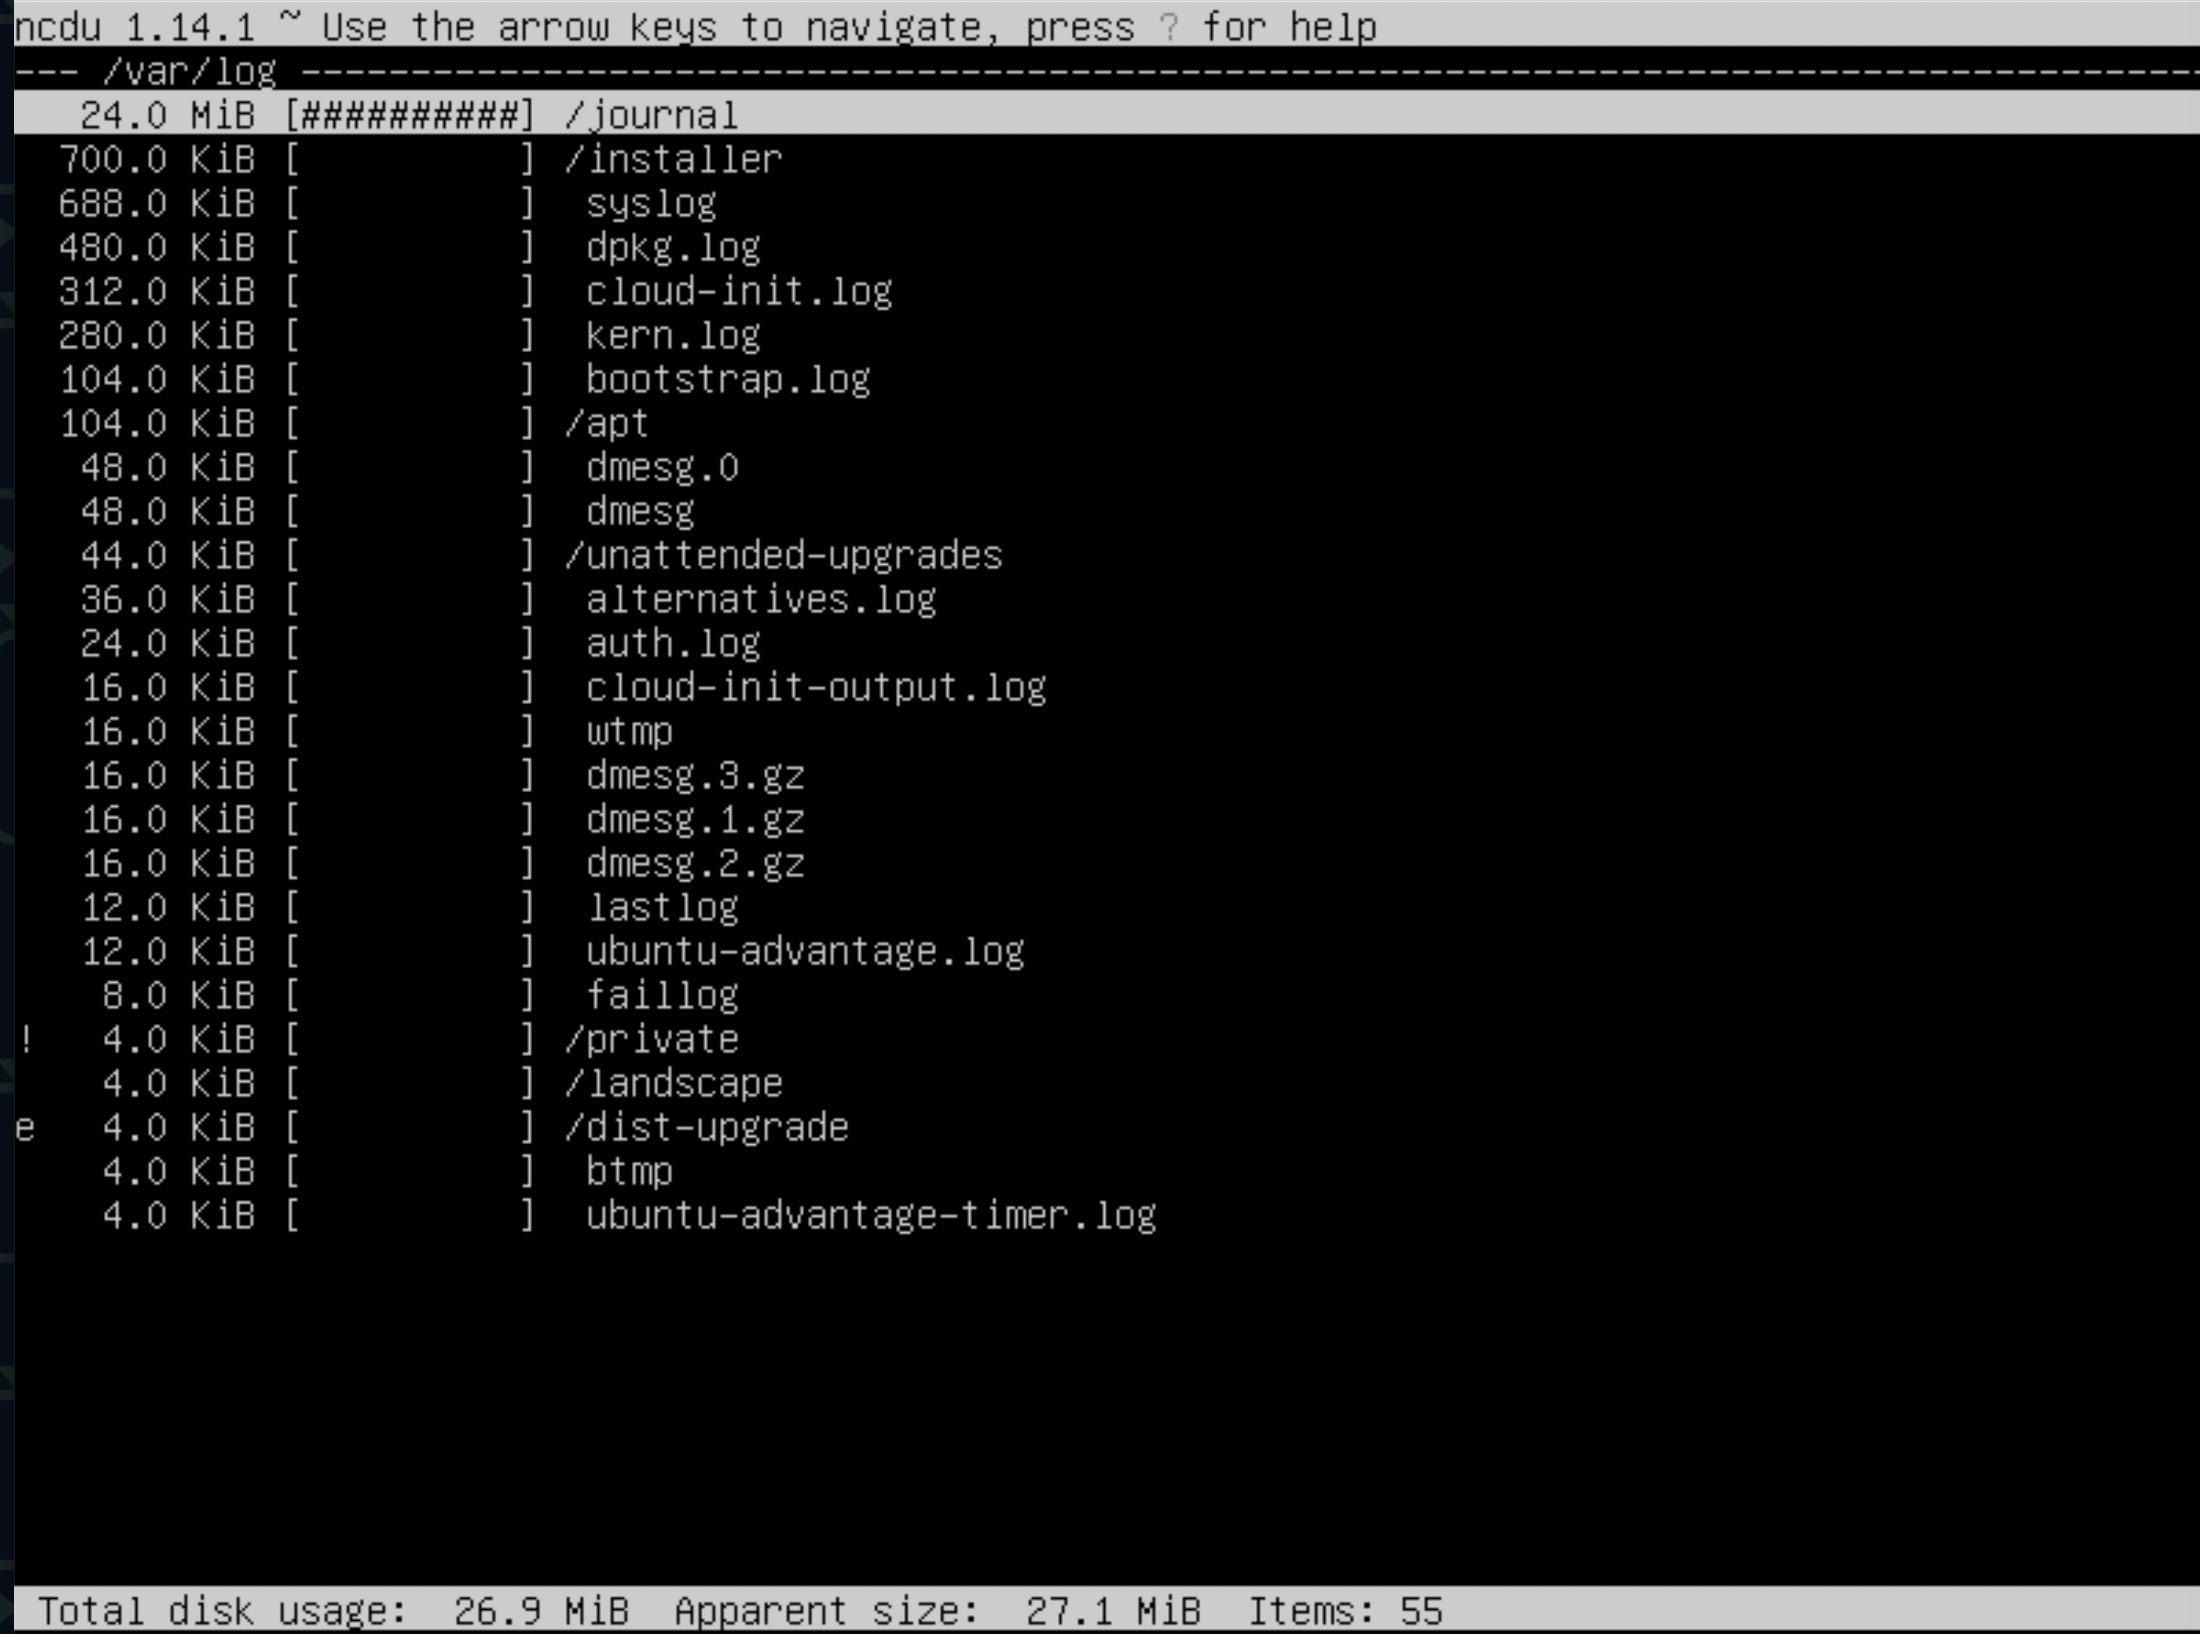 ncdu 1.14.1 ~ Use the arrow keys to navigate, press ? for help
--- /var/log ---------------------------------------------------------------------------------------
   24.0 MiB [##########] /journal
  700.0 KiB [          ] /installer
  688.0 KiB [          ]  syslog
  480.0 KiB [          ]  dpkg.log
  312.0 KiB [          ]  cloud-init.log
  280.0 KiB [          ]  kern.log
  104.0 KiB [          ]  bootstrap.log
  104.0 KiB [          ] /apt
   48.0 KiB [          ]  dmesg.0
   48.0 KiB [          ]  dmesg
   44.0 KiB [          ] /unattended-upgrades
   36.0 KiB [          ]  alternatives.log
   24.0 KiB [          ]  auth.log
   16.0 KiB [          ]  cloud-init-output.log
   16.0 KiB [          ]  wtmp
   16.0 KiB [          ]  dmesg.3.gz
   16.0 KiB [          ]  dmesg.1.gz
   16.0 KiB [          ]  dmesg.2.gz
   12.0 KiB [          ]  lastlog
   12.0 KiB [          ]  ubuntu-advantage.log
    8.0 KiB [          ]  faillog
!   4.0 KiB [          ] /private
    4.0 KiB [          ] /landscape
e   4.0 KiB [          ] /dist-upgrade
    4.0 KiB [          ]  btmp
    4.0 KiB [          ]  ubuntu-advantage-timer.log
 Total disk usage:  26.9 MiB  Apparent size:  27.1 MiB  Items: 55